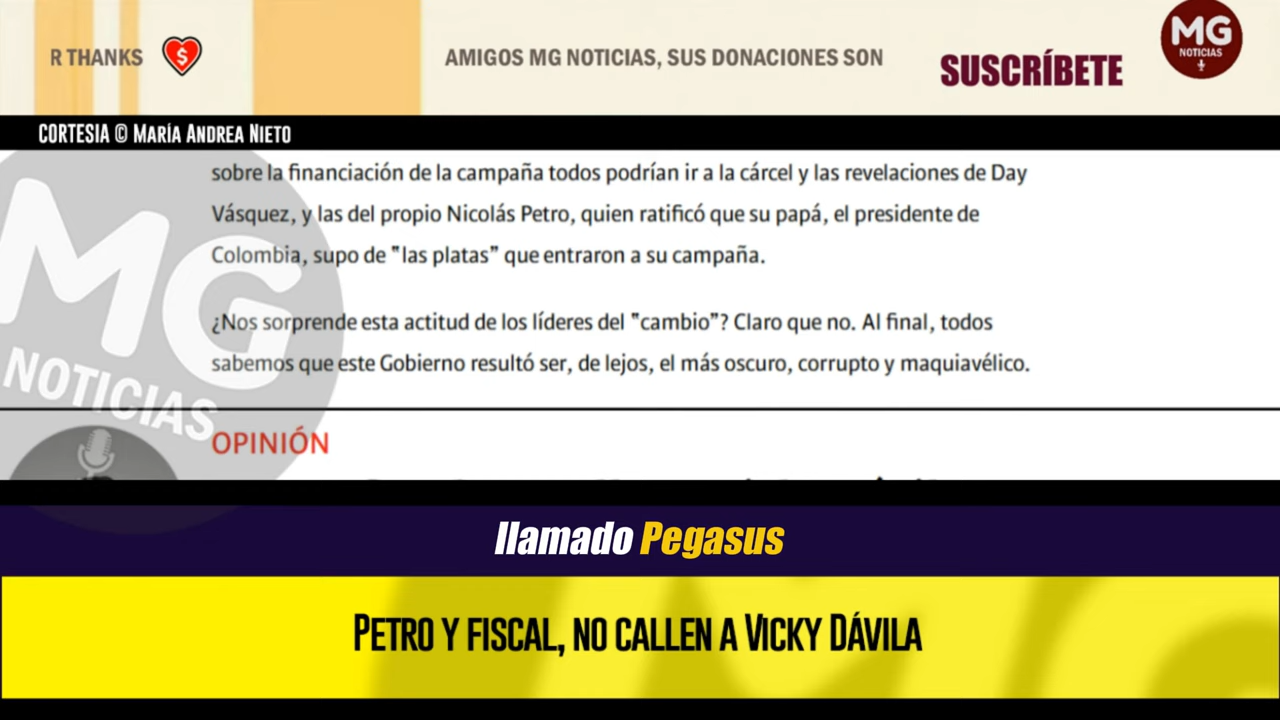 R THANKS
AMIGOS MG NOTICIAS, SUS DONACIONES SON
SUSCRÍBETE
MG
NOTICIAS
CORTESIA © MARÍA ANDREA NIETO
sobre la financiación de la campaña todos podrían ir a la cárcel y las revelaciones de Day
Vásquez, y las del propio Nicolás Petro, quien ratificó que su papá, el presidente de
Colombia, supo de "las platas" que entraron a su campaña.
¿Nos sorprende esta actitud de los líderes del "cambio"? Claro que no. Al final, todos
sabemos que este Gobierno resultó ser, de lejos, el más oscuro, corrupto y maquiavélico.
MG
NOTICIAS
OPINIÓN
llamado Pegasus
PETRO Y FISCAL, NO CALLEN A VICKY DÁVILA